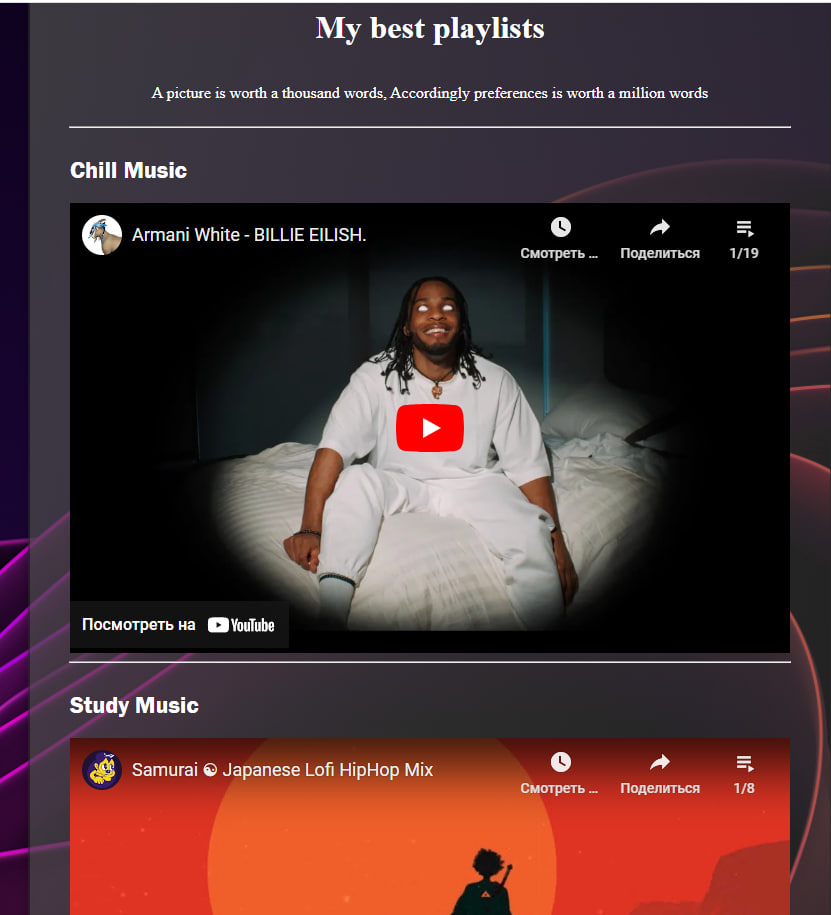 My best playlists
A picture is worth a thousand words, Accordingly preferences is worth a million words
Chill Music
Armani White - BILLIE EILISH.
Смотреть ...
Поделиться
1/19
Посмотреть на YouTube
Study Music
Samurai ☯ Japanese Lofi HipHop Mix
Смотреть ...
Поделиться
1/8